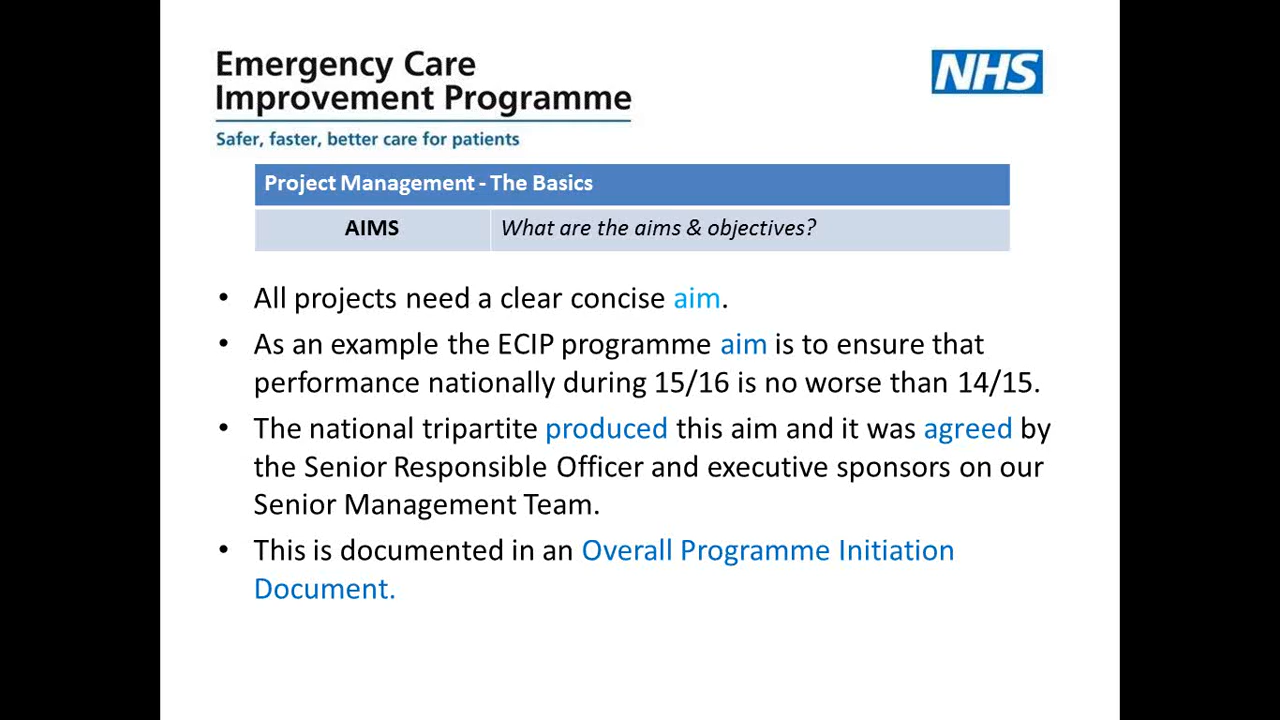 Emergency Care
Improvement Programme
Safer, faster, better care for patients
NHS
Project Management - The Basics
AIMS What are the aims & objectives?
• All projects need a clear concise aim.
• As an example the ECIP programme aim is to ensure that
performance nationally during 15/16 is no worse than 14/15.
• The national tripartite produced this aim and it was agreed by
the Senior Responsible Officer and executive sponsors on our
Senior Management Team.
• This is documented in an Overall Programme Initiation
Document.